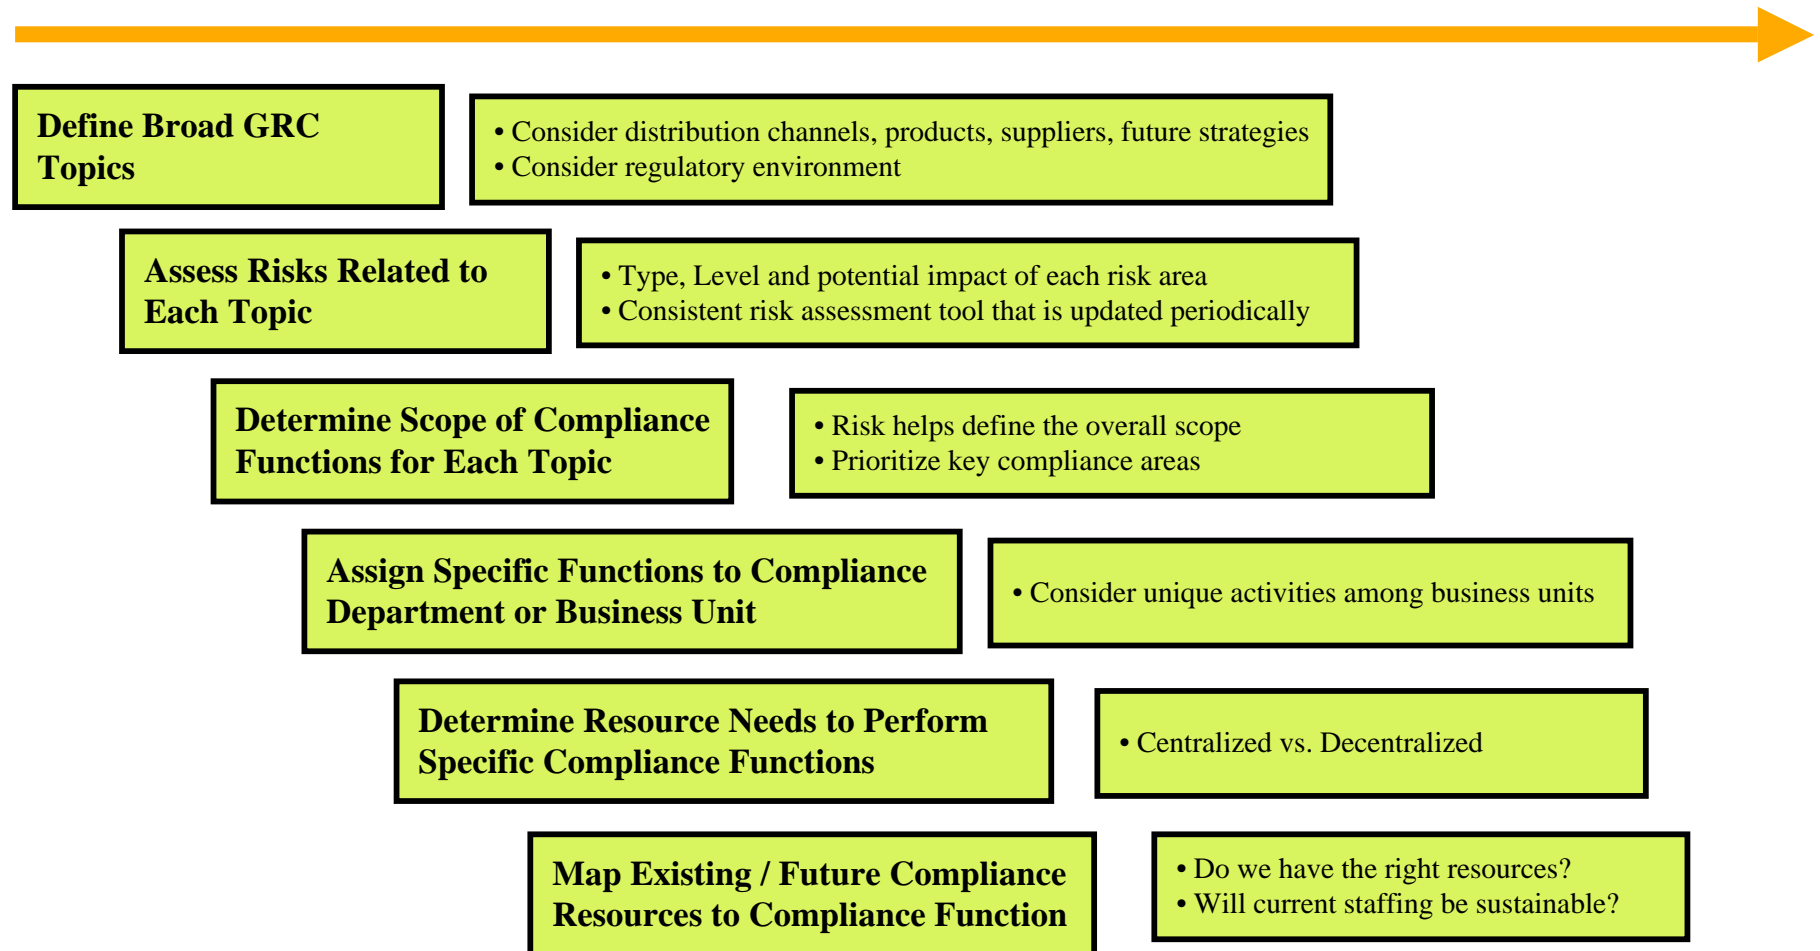 Define Broad GRC
Topics
• Consider distribution channels, products, suppliers, future strategies
• Consider regulatory environment
Assess Risks Related to
Each Topic
• Type, Level and potential impact of each risk area
• Consistent risk assessment tool that is updated periodically
Determine Scope of Compliance
Functions for Each Topic
• Risk helps define the overall scope
• Prioritize key compliance areas
Assign Specific Functions to Compliance
Department or Business Unit
• Consider unique activities among business units
Determine Resource Needs to Perform
Specific Compliance Functions
• Centralized vs. Decentralized
Map Existing / Future Compliance
Resources to Compliance Function
• Do we have the right resources?
• Will current staffing be sustainable?